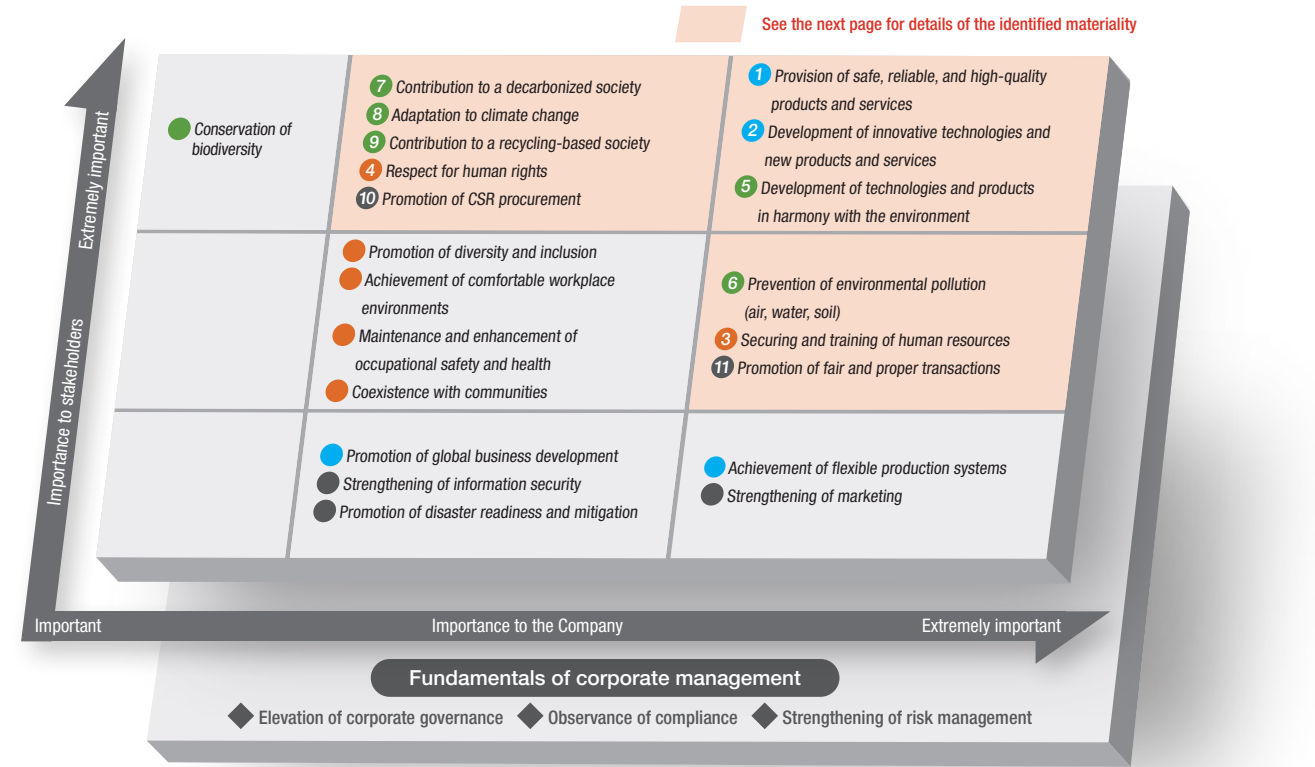 See the next page for details of the identified materiality
Extremely important
Importance to stakeholders
Conservation of
biodiversity
7 Contribution to a decarbonized society
8 Adaptation to climate change
9 Contribution to a recycling-based society
4 Respect for human rights
10 Promotion of CSR procurement
1 Provision of safe, reliable, and high-quality
products and services
2 Development of innovative technologies and
new products and services
5 Development of technologies and products
in harmony with the environment
Promotion of diversity and inclusion
Achievement of comfortable workplace
environments
Maintenance and enhancement of
occupational safety and health
Coexistence with communities
6 Prevention of environmental pollution
(air, water, soil)
3 Securing and training of human resources
11 Promotion of fair and proper transactions
Promotion of global business development
Strengthening of information security
Promotion of disaster readiness and mitigation
Achievement of flexible production systems
Strengthening of marketing
Important
Importance to the Company
Extremely important
Fundamentals of corporate management
Elevation of corporate governance
Observance of compliance
Strengthening of risk management